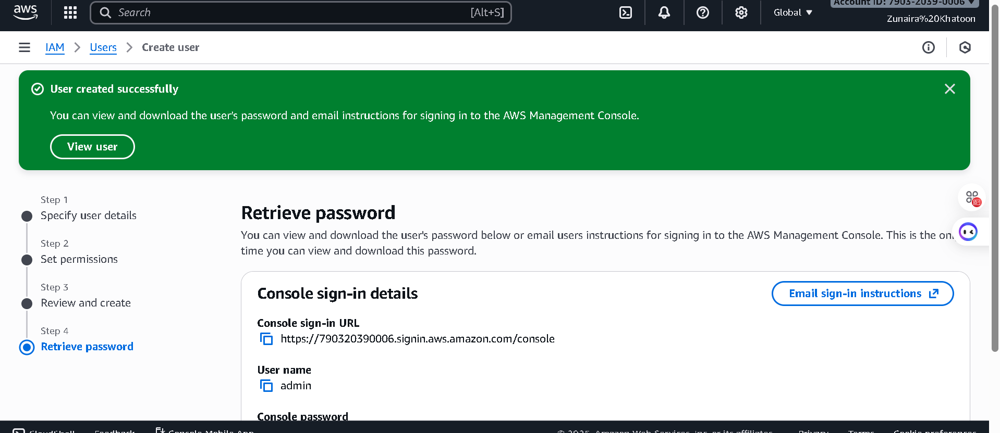 aws
Search
[Alt+S]
Global
Account ID: 7903-2039-0006
Zunaira%20Khatoon
IAM
Users
Create user
User created successfully
You can view and download the user's password and email instructions for signing in to the AWS Management Console.
View user
Step 1
Specify user details
Step 2
Set permissions
Step 3
Review and create
Step 4
Retrieve password
Retrieve password
You can view and download the user's password below or email users instructions for signing in to the AWS Management Console. This is the
time you can view and download this password.
Console sign-in details
Email sign-in instructions
Console sign-in URL
https://790320390006.signin.aws.amazon.com/console
User name
admin
Console password
CloudShell
Feedback
Console Mobile App
© 2025, Amazon Web Services, Inc. or its affiliates.
Privacy
Terms
Cookie preferences